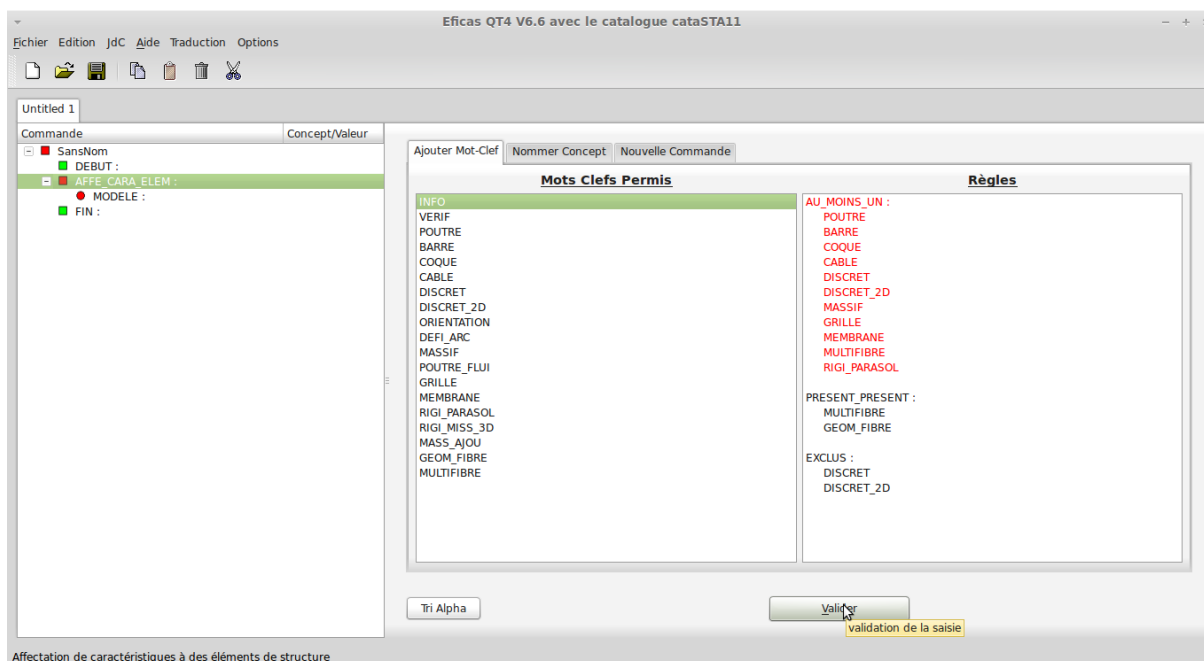 Eficas QT4 V6.6 avec le catalogue cataSTA11
Fichier Edition JdC Aide Traduction Options
Untitled 1
Commande Concept/Valeur
SansNom
DEBUT :
AFFE_CARA_ELEM :
MODELE :
FIN :
Ajouter Mot-Clef Nommer Concept Nouvelle Commande
Mots Clefs Permis
INFO
VERIF
POUTRE
BARRE
COQUE
CABLE
DISCRET
DISCRET_2D
ORIENTATION
DEFI_ARC
MASSIF
POUTRE_FLUI
GRILLE
MEMBRANE
RIGI_PARASOL
RIGI_MISS_3D
MASS_AJOU
GEOM_FIBRE
MULTIFIBRE
Règles
AU_MOINS_UN :
POUTRE
BARRE
COQUE
CABLE
DISCRET
DISCRET_2D
MASSIF
GRILLE
MEMBRANE
MULTIFIBRE
RIGI_PARASOL
PRESENT_PRESENT :
MULTIFIBRE
GEOM_FIBRE
EXCLUS :
DISCRET
DISCRET_2D
Tri Alpha
Valider
validation de la saisie
Affectation de caractéristiques à des éléments de structure